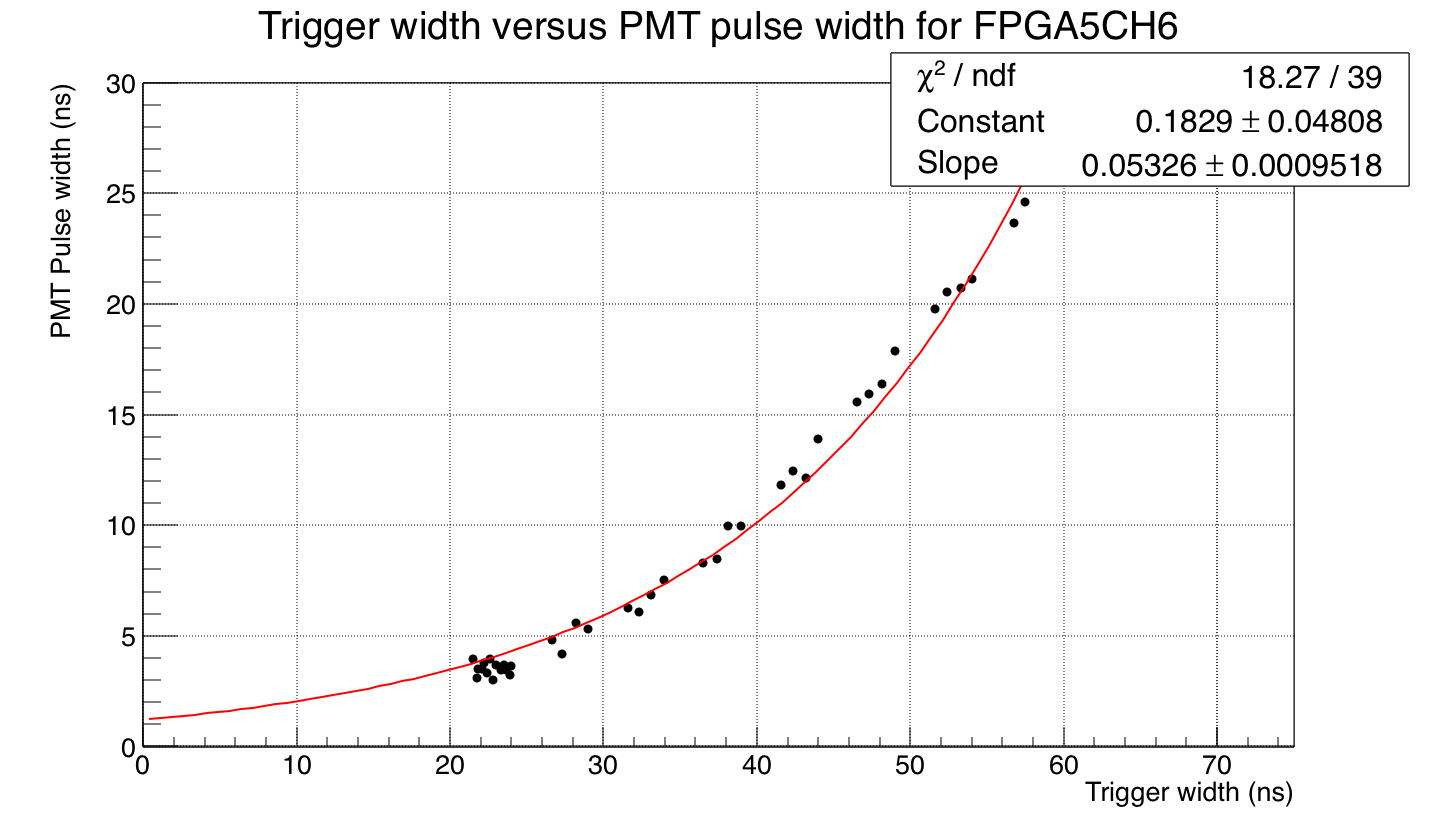 Trigger width versus PMT pulse width for FPGA5CH6
χ² / ndf 18.27 / 39
Constant 0.1829 ± 0.04808
Slope 0.05326 ± 0.0009518
PMT Pulse width (ns)
30
25
20
15
10
5
0
0 10 20 30 40 50 60 70
Trigger width (ns)